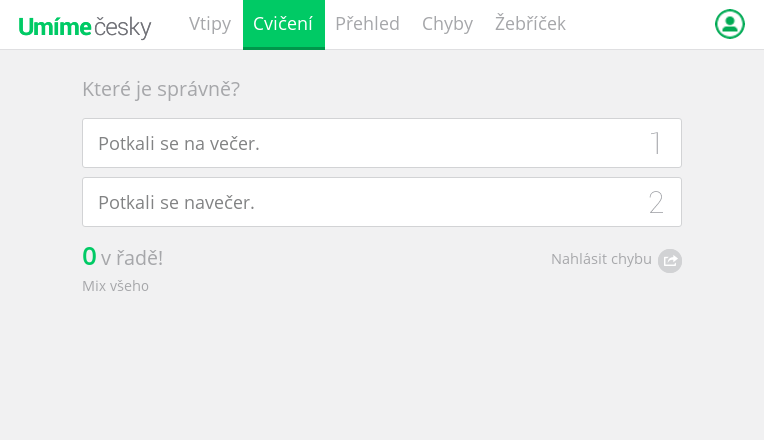 Umíme česky Vtipy Cvičení Přehled Chyby Žebříček
Které je správně?
Potkali se na večer. 1
Potkali se navečer. 2
0 v řadě! Nahlásit chybu
Mix všeho